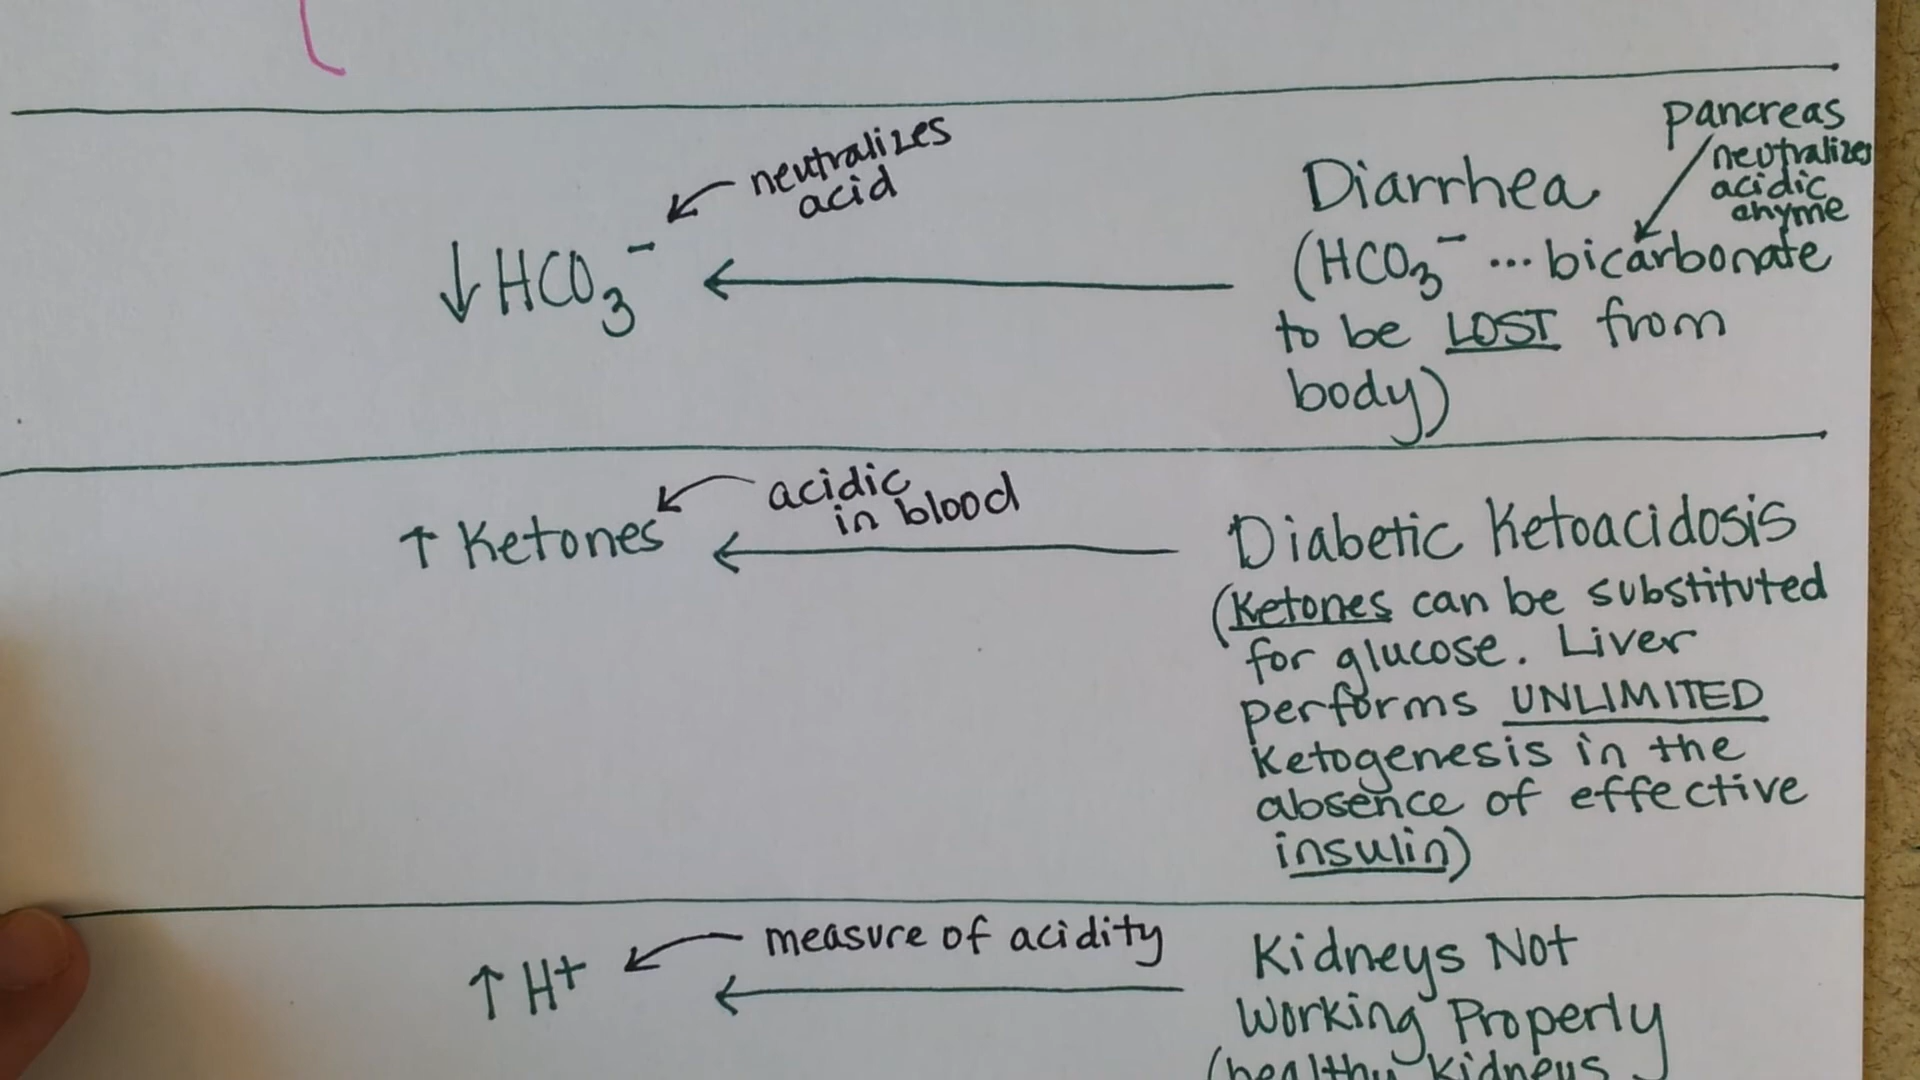 pancreas
neutralizes
acidic
chyme
neutralizes
acid
Diarrhea
↓ HCO3⁻
(HCO3⁻ ... bicarbonate
to be LOST from
body)
acidic
in blood
↑ Ketones
Diabetic Ketoacidosis
(Ketones can be substituted
for glucose. Liver
performs UNLIMITED
Ketogenesis in the
absence of effective
insulin)
measure of acidity
↑ H+
Kidneys Not
Working Properly
(healthy kidneys